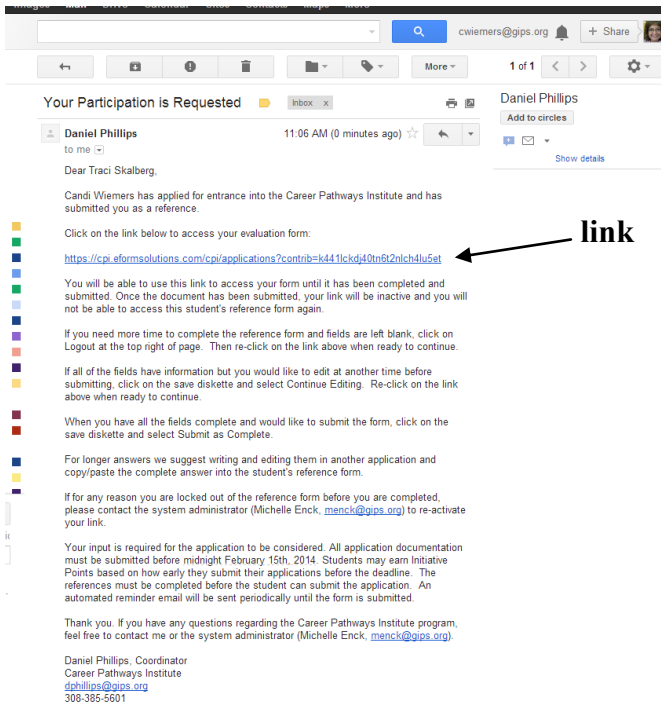 Images Mail Drive Calendar Sites Contacts Maps More
cwiemers@gips.org + Share
More 1 of 1
Your Participation is Requested Inbox x
Daniel Phillips
Add to circles
Show details
Daniel Phillips 11:06 AM (0 minutes ago)
to me
Dear Traci Skalberg,
Candi Wiemers has applied for entrance into the Career Pathways Institute and has
submitted you as a reference.
Click on the link below to access your evaluation form:
link
https://cpi.eformsolutions.com/cpi/applications?contrib=k441lckdj40tn6t2nlch4lu5et
You will be able to use this link to access your form until it has been completed and
submitted. Once the document has been submitted, your link will be inactive and you will
not be able to access this student's reference form again.
If you need more time to complete the reference form and fields are left blank, click on
Logout at the top right of page. Then re-click on the link above when ready to continue.
If all of the fields have information but you would like to edit at another time before
submitting, click on the save diskette and select Continue Editing. Re-click on the link
above when ready to continue.
When you have all the fields complete and would like to submit the form, click on the
save diskette and select Submit as Complete.
For longer answers we suggest writing and editing them in another application and
copy/paste the complete answer into the student's reference form.
If for any reason you are locked out of the reference form before you are completed,
please contact the system administrator (Michelle Enck, menck@gips.org) to re-activate
your link.
Your input is required for the application to be considered. All application documentation
must be submitted before midnight February 15th, 2014. Students may earn Initiative
Points based on how early they submit their applications before the deadline. The
references must be completed before the student can submit the application. An
automated reminder email will be sent periodically until the form is submitted.
Thank you. If you have any questions regarding the Career Pathways Institute program,
feel free to contact me or the system administrator (Michelle Enck, menck@gips.org).
Daniel Phillips, Coordinator
Career Pathways Institute
dphillips@gips.org
308-385-5601